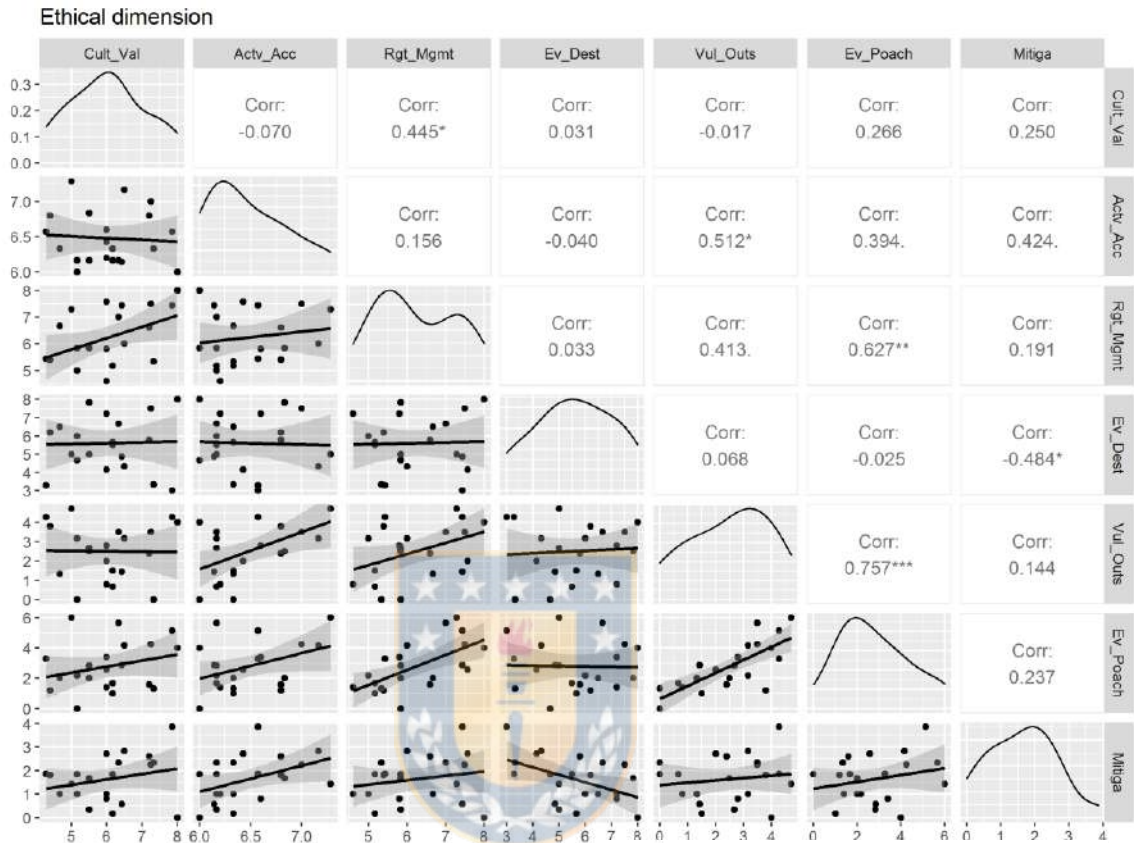 Ethical dimension
Cult_Val Actv_Acc Rgt_Mgmt Ev_Dest Vul_Outs Ev_Poach Mitiga
0.3
0.2
0.1
0.0
Corr: Corr: Corr: Corr: Corr: Corr:
-0.070 0.445* 0.031 -0.017 0.266 0.250
Cult_Val
7.0
6.5
6.0
Corr: Corr: Corr: Corr: Corr:
0.156 -0.040 0.512* 0.394. 0.424.
Actv_Acc
8
7
6
5
Corr: Corr: Corr: Corr:
0.033 0.413. 0.627** 0.191
Rgt_Mgmt
8
7
6
5
4
3
Corr: Corr: Corr:
0.068 -0.025 -0.484*
Ev_Dest
4
3
2
1
0
Corr: Corr:
0.757*** 0.144
Vul_Outs
6
4
2
0
Corr:
0.237
Ev_Poach
4
3
2
1
0
Mitiga
5 6 7 8 6.0 6.5 7.0 5 6 7 8 3 4 5 6 7 8 0 1 2 3 4 0 2 4 6 0 1 2 3 4